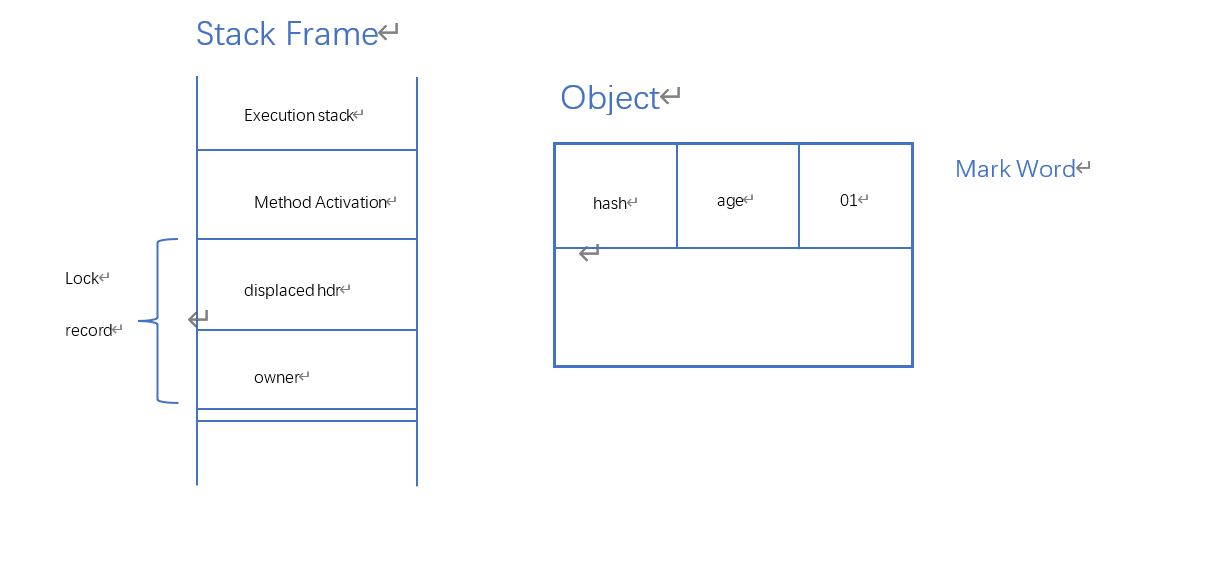 Stack Frame
Execution stack
Method Activation
Lock
record
displaced hdr
owner
Object
hash age 01
Mark Word